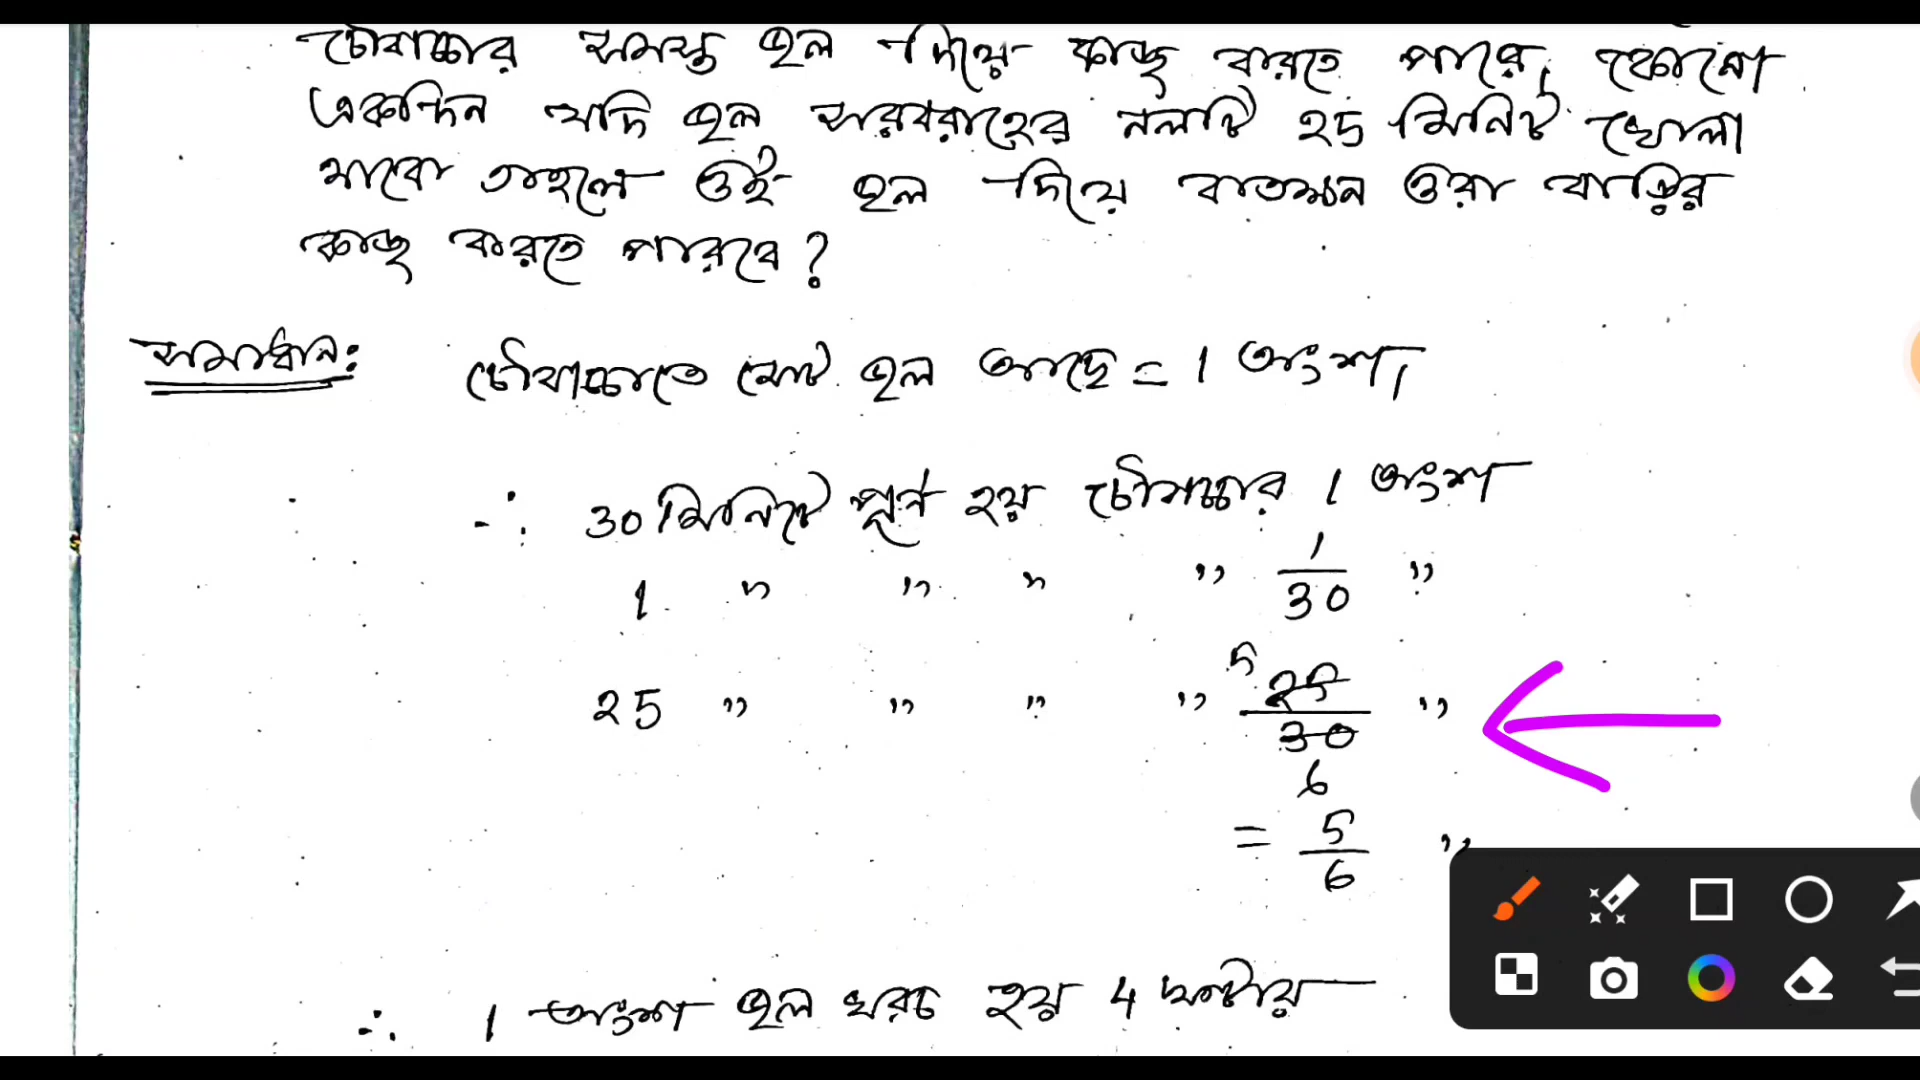 চৌবাচ্চার সমস্ত জল দিয়ে কাজ করতে পারে, কোনো
একদিন যদি জল সরবরাহের নলটি 25 মিনিট খোলা
থাকে তাহলে ওই জল দিয়ে কতক্ষন ওরা বাড়ির
কাজ করতে পারবে?
সমাধান: চৌবাচ্চাতে মোট জল আছে = 1 অংশ,
∴ 30 মিনিটে পূর্ন হয় চৌবাচ্চার 1 অংশ
1 " " " " 1/30 "
25 " " " " 5 25/30 6 "
= 5/6 "
∴ 1 অংশ জল খরচ হয় 4 ঘন্টায়